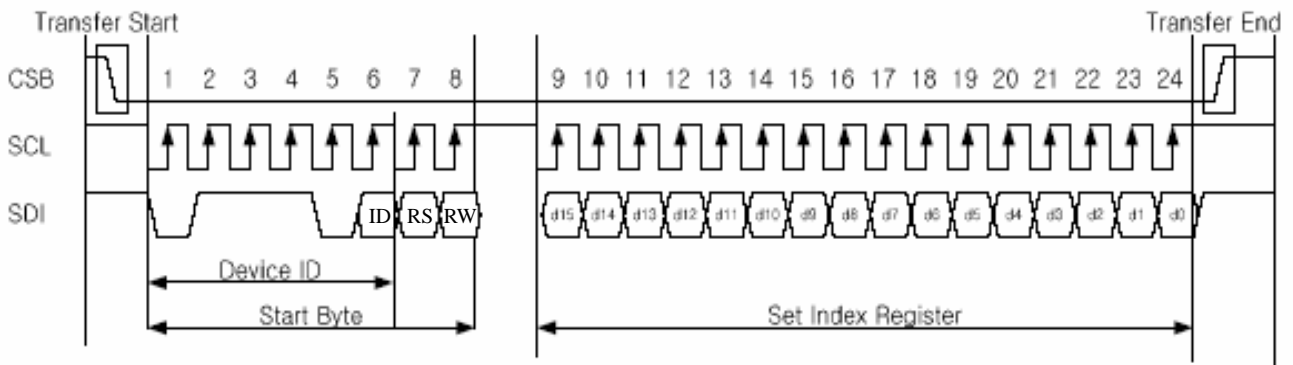 Transfer Start Transfer End
CSB 1 2 3 4 5 6 7 8 9 10 11 12 13 14 15 16 17 18 19 20 21 22 23 24
SCL
SDI ID RS RW d15 d14 d13 d12 d11 d10 d9 d8 d7 d6 d5 d4 d3 d2 d1 d0
Device ID
Start Byte Set Index Register